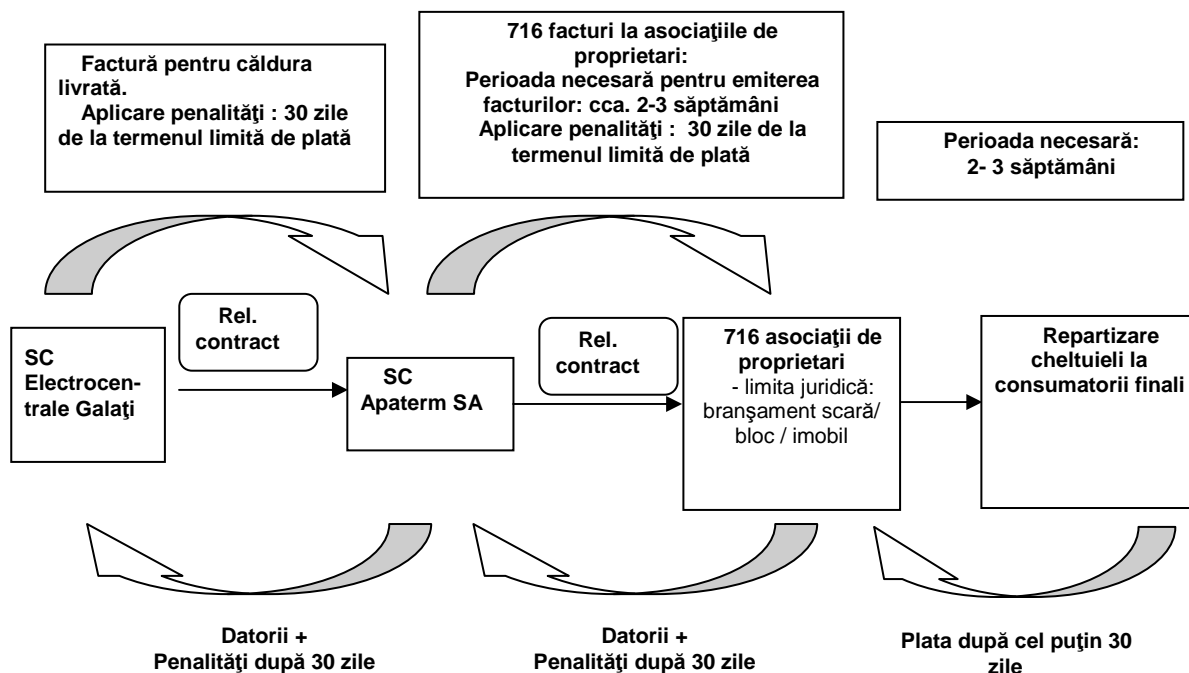 Factură pentru căldura
livrată.
Aplicare penalităţi : 30 zile
de la termenul limită de plată
716 facturi la asociaţiile de
proprietari:
Perioada necesară pentru emiterea
facturilor: cca. 2-3 săptămâni
Aplicare penalităţi : 30 zile de la
termenul limită de plată
Perioada necesară:
2- 3 săptămâni
SC
Electrocen-
trale Galaţi
Rel.
contract
SC
Apaterm SA
Rel.
contract
716 asociaţii de
proprietari
- limita juridică:
branşament scară/
bloc / imobil
Repartizare
cheltuieli la
consumatorii finali
Datorii +
Penalităţi după 30 zile
Datorii +
Penalităţi după 30 zile
Plata după cel puţin 30
zile